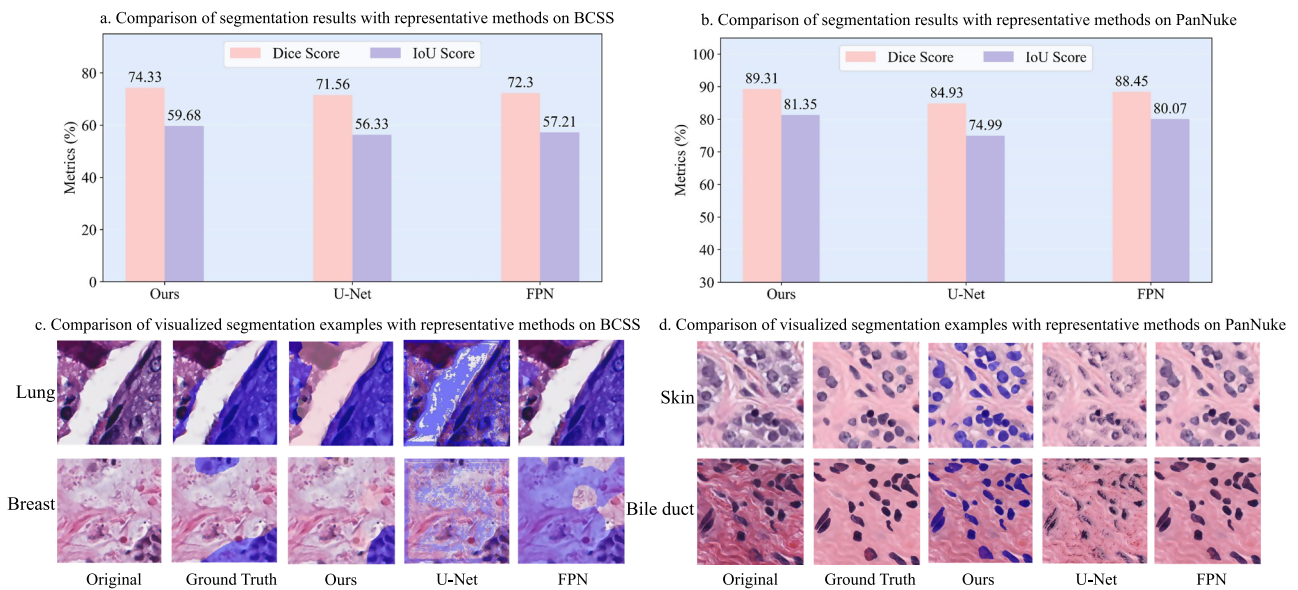 a. Comparison of segmentation results with representative methods on BCSS
Dice Score
IoU Score
Metrics (%)
80
60
40
20
0
74.33
59.68
71.56
56.33
72.3
57.21
Ours
U-Net
FPN
b. Comparison of segmentation results with representative methods on PanNuke
Dice Score
IoU Score
Metrics (%)
100
90
80
70
60
50
40
30
89.31
81.35
84.93
74.99
88.45
80.07
Ours
U-Net
FPN
c. Comparison of visualized segmentation examples with representative methods on BCSS
Lung
Breast
Original
Ground Truth
Ours
U-Net
FPN
d. Comparison of visualized segmentation examples with representative methods on PanNuke
Skin
Bile duct
Original
Ground Truth
Ours
U-Net
FPN